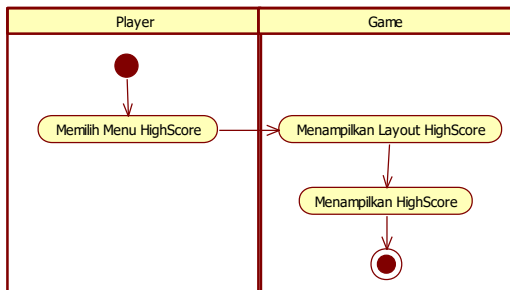 Player
Game
Memilih Menu HighScore
Menampilkan Layout HighScore
Menampilkan HighScore